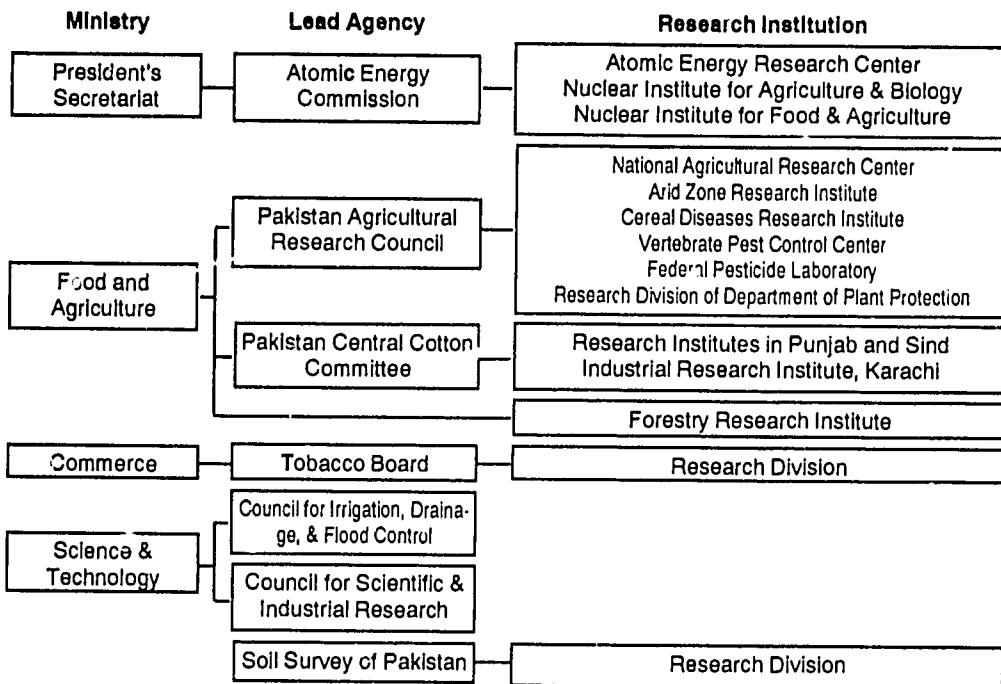 Ministry
Lead Agency
Research Institution
President's
Secretariat
Atomic Energy
Commission
Atomic Energy Research Center
Nuclear Institute for Agriculture & Biology
Nuclear Institute for Food & Agriculture
Food and
Agriculture
Pakistan Agricultural
Research Council
National Agricultural Research Center
Arid Zone Research Institute
Cereal Diseases Research Institute
Vertebrate Pest Control Center
Federal Pesticide Laboratory
Research Division of Department of Plant Protection
Pakistan Central Cotton
Committee
Research Institutes in Punjab and Sind
Industrial Research Institute, Karachi
Forestry Research Institute
Commerce
Tobacco Board
Research Division
Science &
Technology
Council for Irrigation, Draina-
ge, & Flood Control
Council for Scientific &
Industrial Research
Soil Survey of Pakistan
Research Division